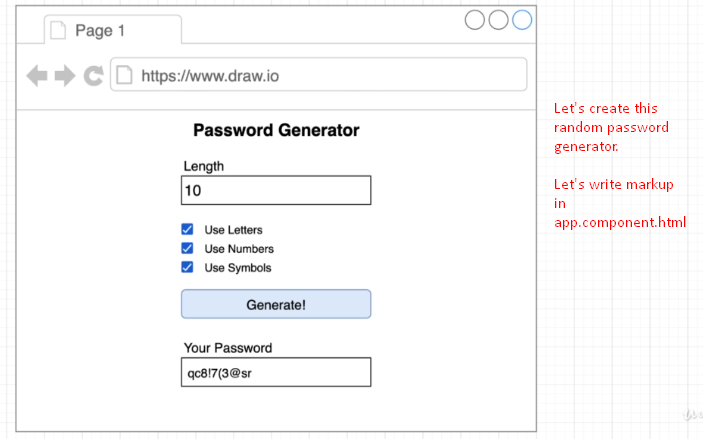 Page 1
https://www.draw.io
Password Generator
Length
10
Use Letters
Use Numbers
Use Symbols
Generate!
Your Password
qc8!7(3@sr
Let's create this
random password
generator.
Let's write markup
in
app.component.html